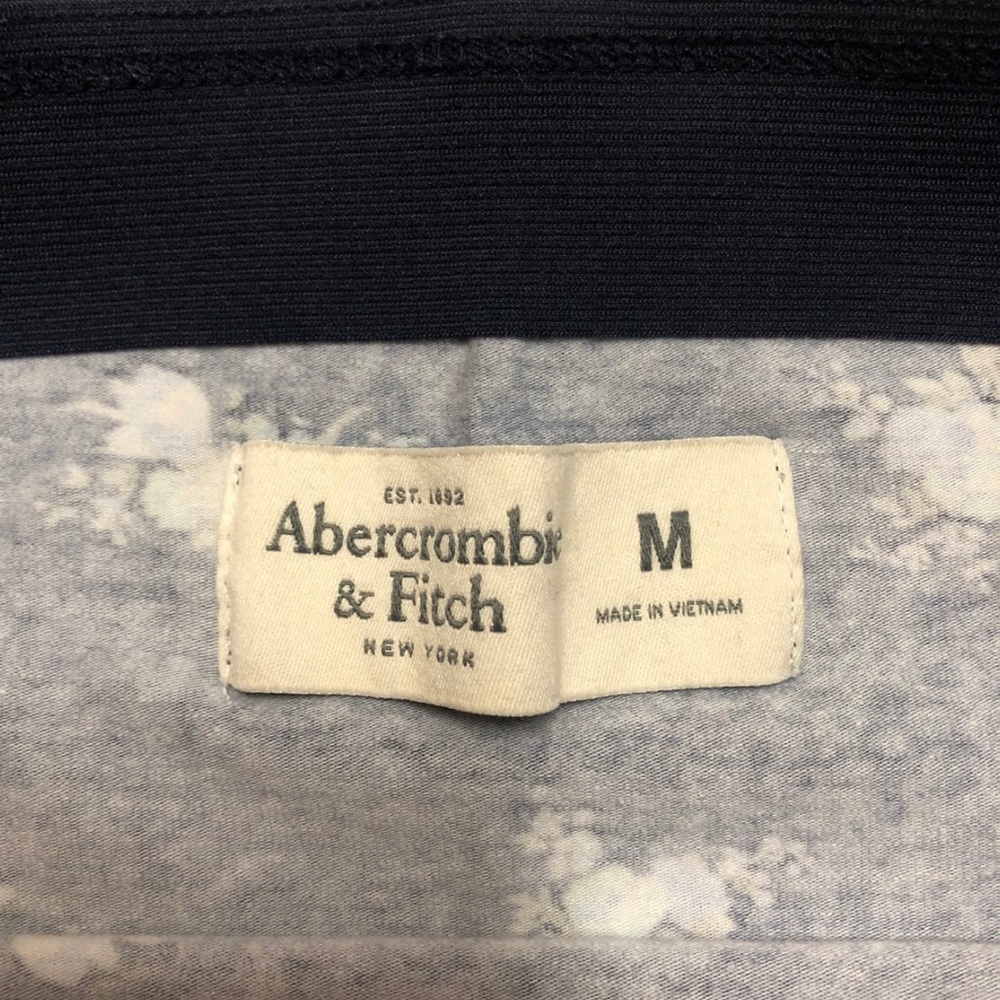 EST. 1892
Abercrombie
& Fitch
NEW YORK
M
MADE IN VIETNAM